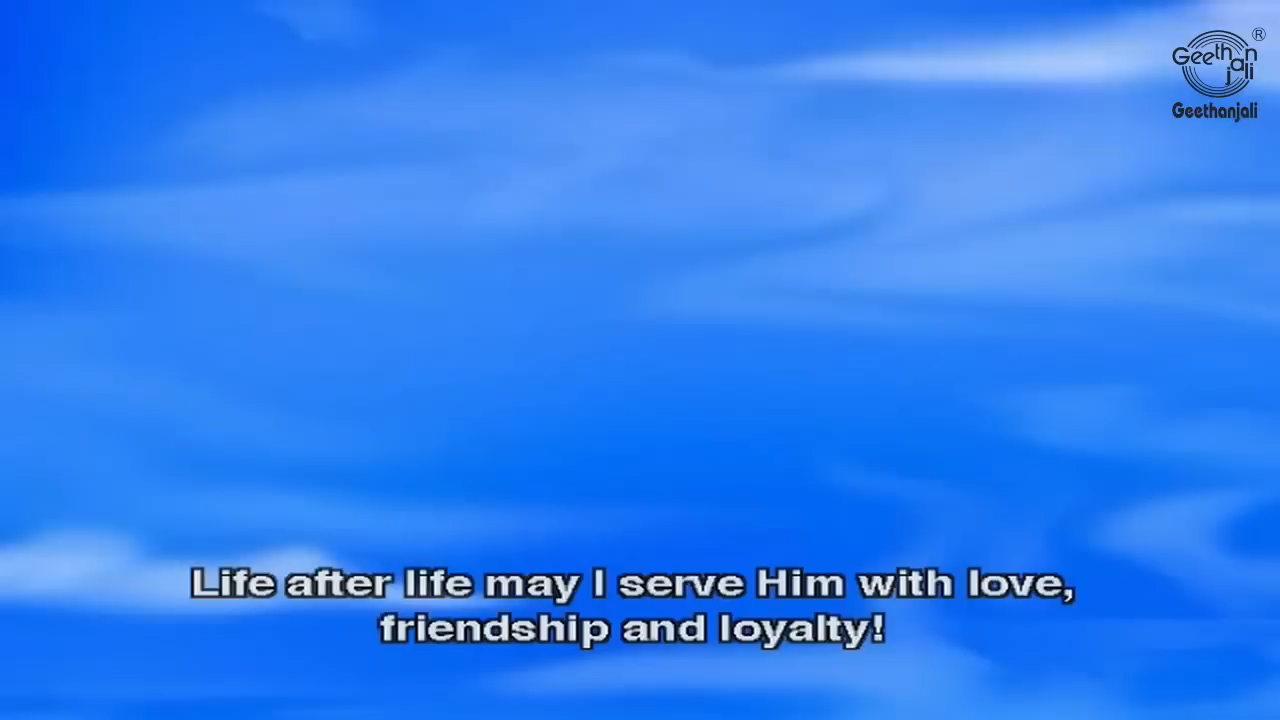 Geethanjali ®
Geethanjali
Life after life may I serve Him with love,
friendship and loyalty!